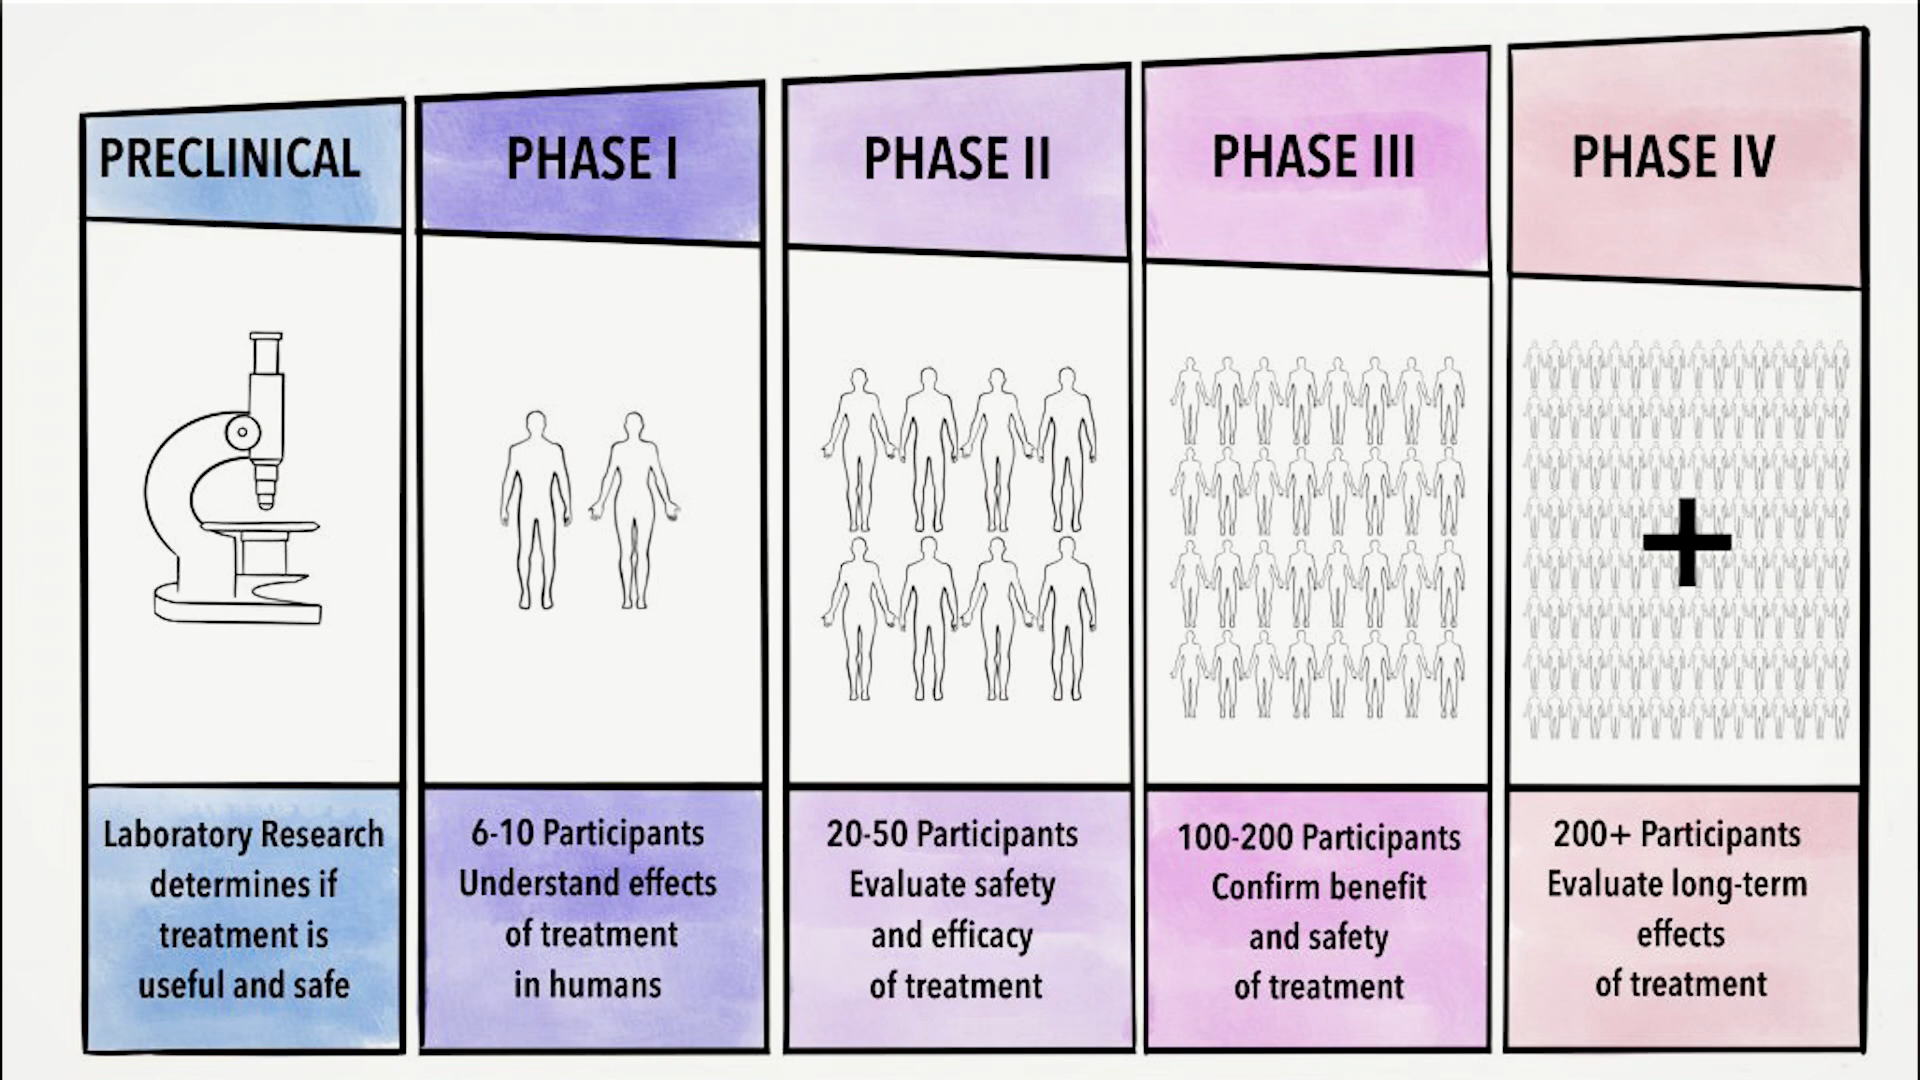 PRECLINICAL
Laboratory Research
determines if
treatment is
useful and safe
PHASE I
6-10 Participants
Understand effects
of treatment
in humans
PHASE II
20-50 Participants
Evaluate safety
and efficacy
of treatment
PHASE III
100-200 Participants
Confirm benefit
and safety
of treatment
PHASE IV
200+ Participants
Evaluate long-term
effects
of treatment